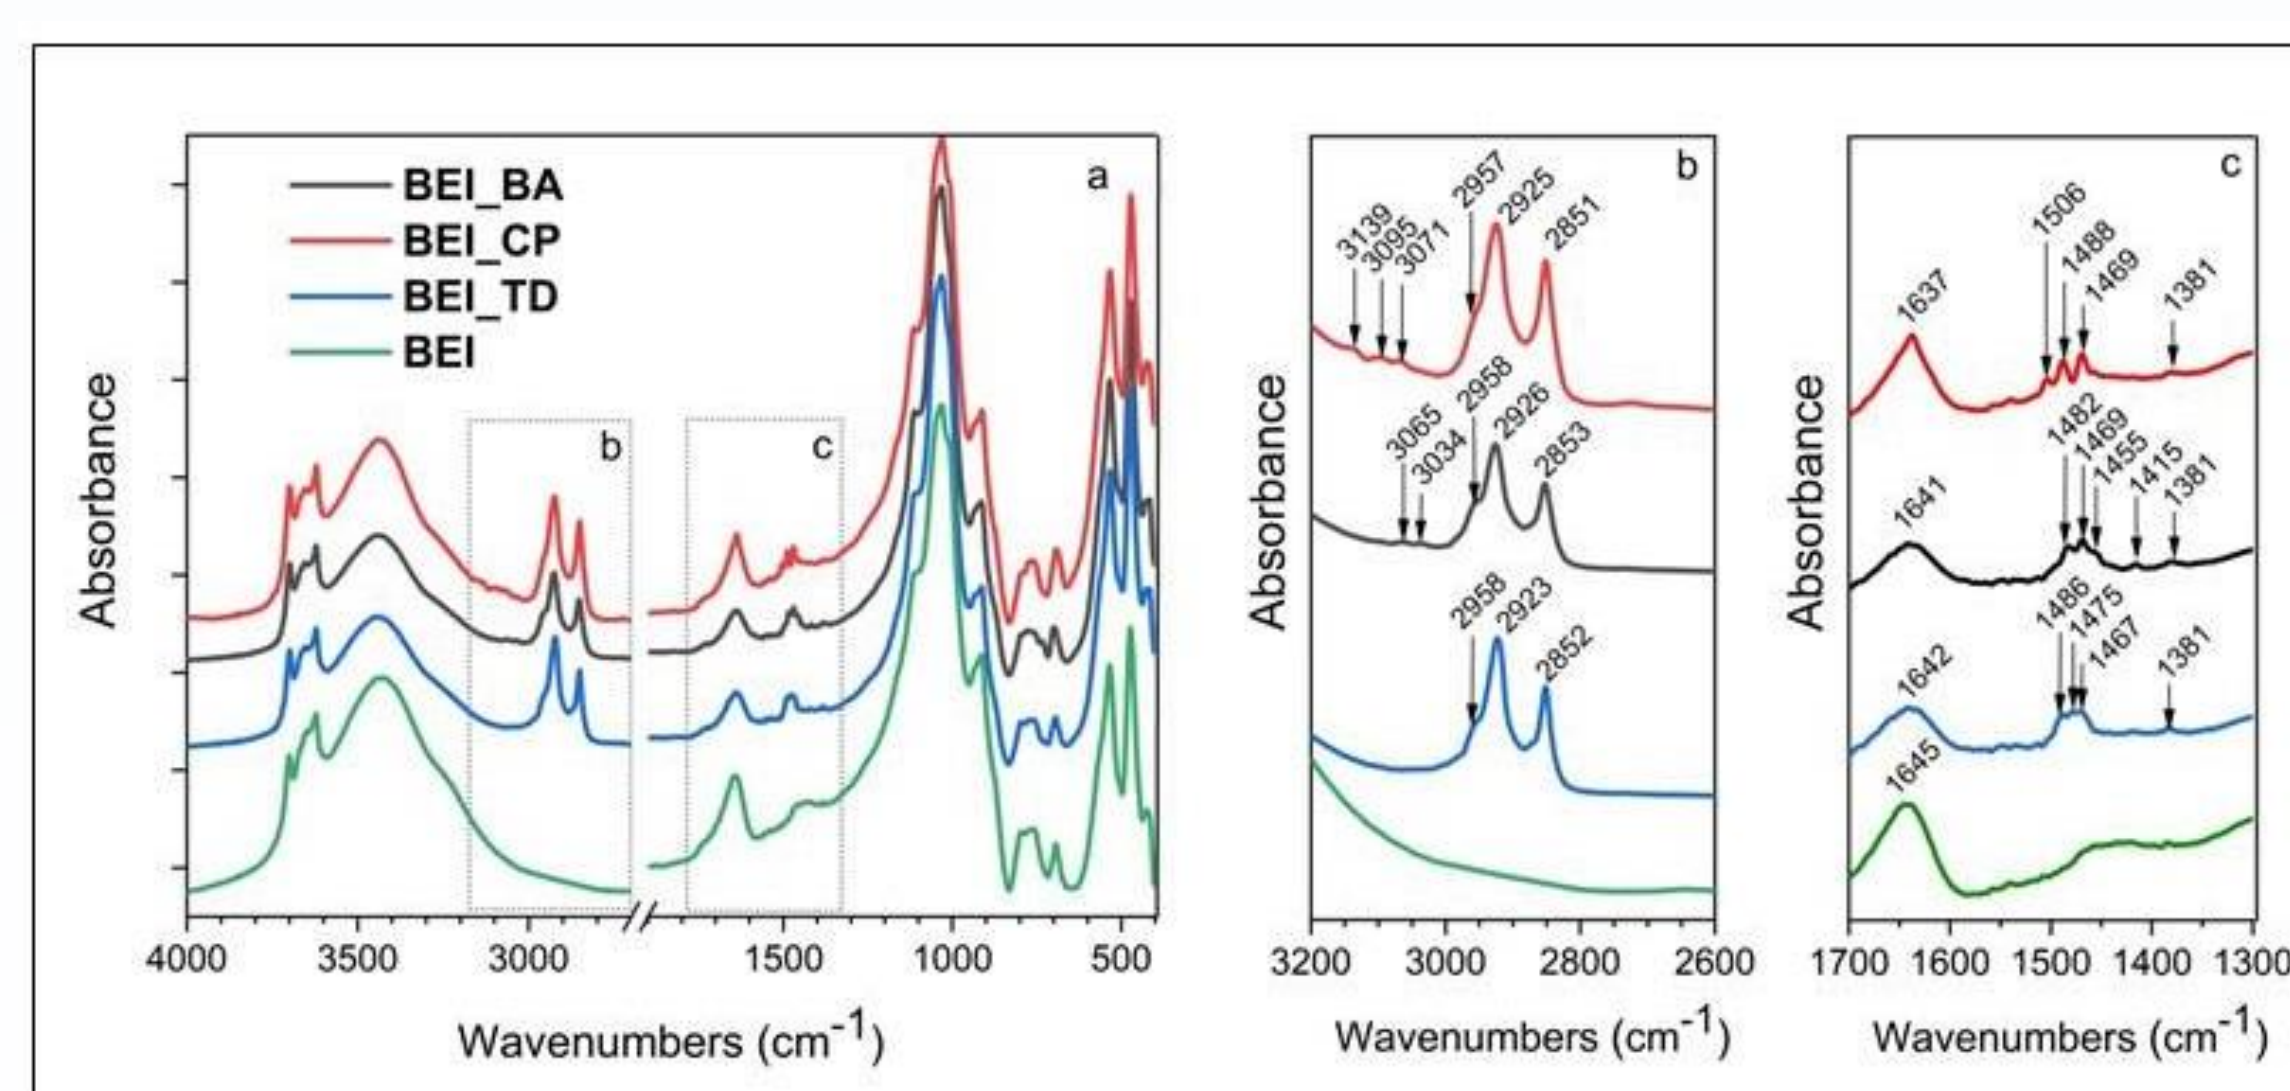 a
BEI_BA
BEI_CP
BEI_TD
BEI
b
c
Absorbance
4000 3500 3000 1500 1000 500
Wavenumbers (cm-1)
b
3139
3095
3071
2957
2925
2851
3065
3034
2958
2926
2853
2958
2923
2852
Absorbance
3200 3000 2800 2600
Wavenumbers (cm-1)
c
1637
1506
1488
1469
1381
1641
1482
1469
1455
1415
1381
1642
1486
1475
1467
1381
1645
Absorbance
1700 1600 1500 1400 1300
Wavenumbers (cm-1)